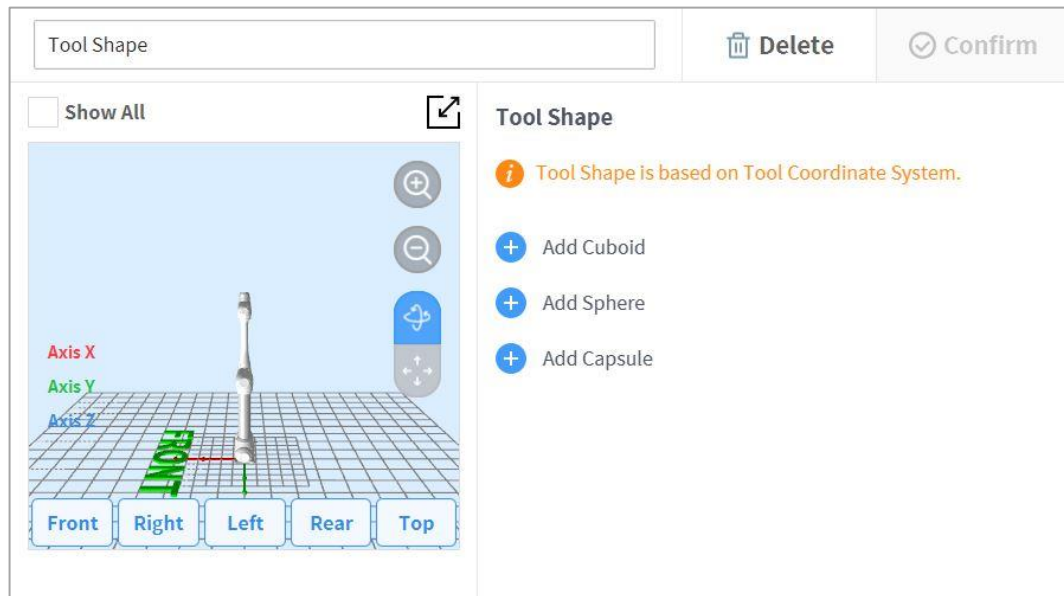 Tool Shape
Delete
Confirm
Show All
Tool Shape
Tool Shape is based on Tool Coordinate System.
Add Cuboid
Add Sphere
Add Capsule
Axis X
Axis Y
Axis Z
FRONT
Front
Right
Left
Rear
Top